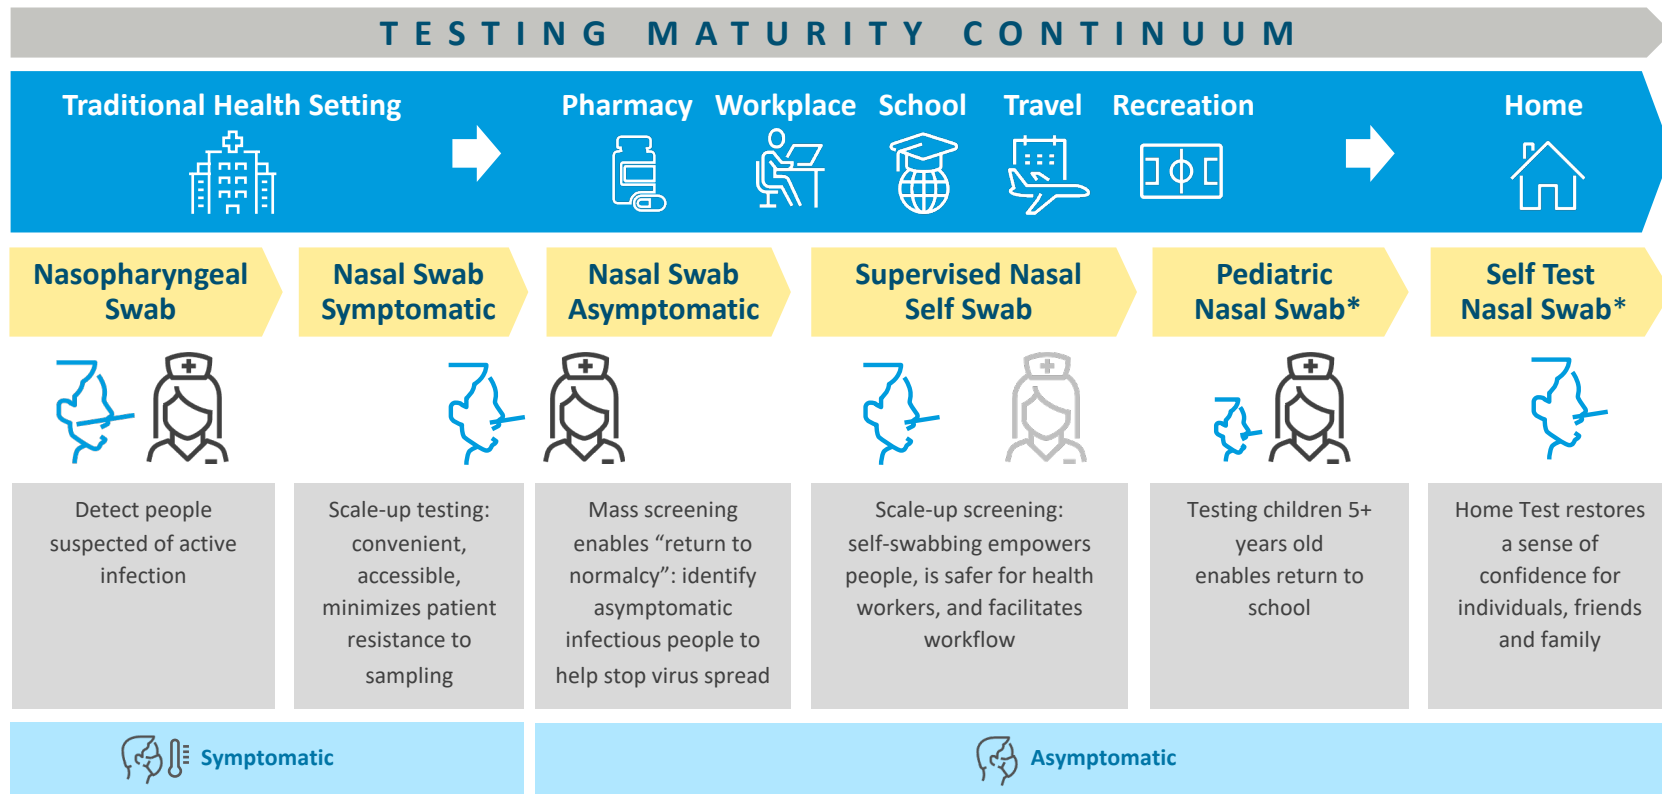 TESTING MATURITY CONTINUUM
Traditional Health Setting
Pharmacy
Workplace
School
Travel
Recreation
Home
Nasopharyngeal
Swab
Nasal Swab
Symptomatic
Nasal Swab
Asymptomatic
Supervised Nasal
Self Swab
Pediatric
Nasal Swab*
Self Test
Nasal Swab*
Detect people
suspected of active
infection
Scale-up testing:
convenient,
accessible,
minimizes patient
resistance to
sampling
Mass screening
enables “return to
normalcy”: identify
asymptomatic
infectious people to
help stop virus spread
Scale-up screening:
self-swabbing empowers
people, is safer for health
workers, and facilitates
workflow
Testing children 5+
years old
enables return to
school
Home Test restores
a sense of
confidence for
individuals, friends
and family
Symptomatic
Asymptomatic